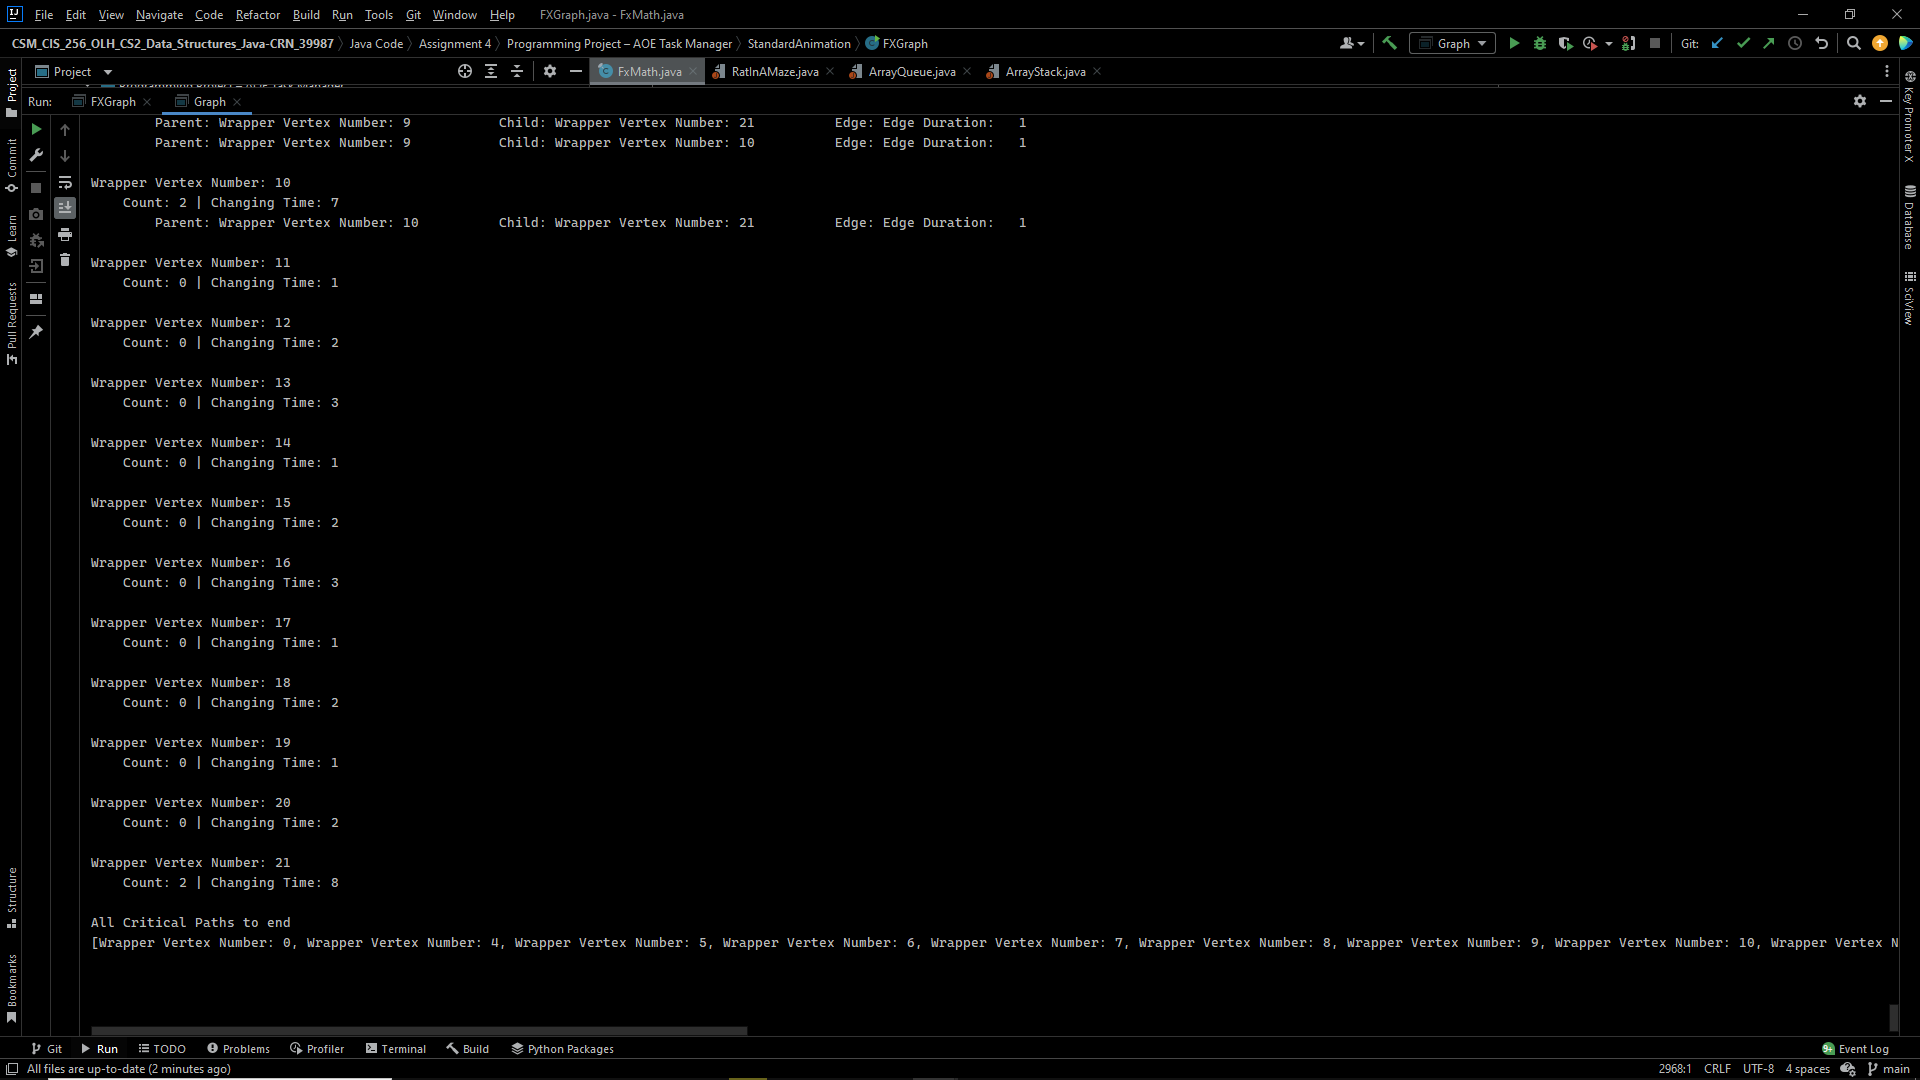 File Edit View Navigate Code Refactor Build Run Tools Git Window Help FXGraph.java - FxMath.java
CSM_CIS_256_OLH_CS2_Data_Structures_Java-CRN_39987 Java Code Assignment 4 Programming Project – AOE Task Manager StandardAnimation FXGraph Graph Git:
Project FxMath.java RatInAMaze.java ArrayQueue.java ArrayStack.java
Run: FXGraph Graph
Parent: Wrapper Vertex Number: 9 Child: Wrapper Vertex Number: 21 Edge: Edge Duration: 1
Parent: Wrapper Vertex Number: 9 Child: Wrapper Vertex Number: 10 Edge: Edge Duration: 1
Wrapper Vertex Number: 10
Count: 2 | Changing Time: 7
Parent: Wrapper Vertex Number: 10 Child: Wrapper Vertex Number: 21 Edge: Edge Duration: 1
Wrapper Vertex Number: 11
Count: 0 | Changing Time: 1
Wrapper Vertex Number: 12
Count: 0 | Changing Time: 2
Wrapper Vertex Number: 13
Count: 0 | Changing Time: 3
Wrapper Vertex Number: 14
Count: 0 | Changing Time: 1
Wrapper Vertex Number: 15
Count: 0 | Changing Time: 2
Wrapper Vertex Number: 16
Count: 0 | Changing Time: 3
Wrapper Vertex Number: 17
Count: 0 | Changing Time: 1
Wrapper Vertex Number: 18
Count: 0 | Changing Time: 2
Wrapper Vertex Number: 19
Count: 0 | Changing Time: 1
Wrapper Vertex Number: 20
Count: 0 | Changing Time: 2
Wrapper Vertex Number: 21
Count: 2 | Changing Time: 8
All Critical Paths to end
[Wrapper Vertex Number: 0, Wrapper Vertex Number: 4, Wrapper Vertex Number: 5, Wrapper Vertex Number: 6, Wrapper Vertex Number: 7, Wrapper Vertex Number: 8, Wrapper Vertex Number: 9, Wrapper Vertex Number: 10, Wrapper Vertex N
Project
Commit
Learn
Pull Requests
Structure
Bookmarks
Key Promoter X
Database
SciView
Git Run TODO Problems Profiler Terminal Build Python Packages 9+ Event Log
All files are up-to-date (2 minutes ago) 2968:1 CRLF UTF-8 4 spaces main